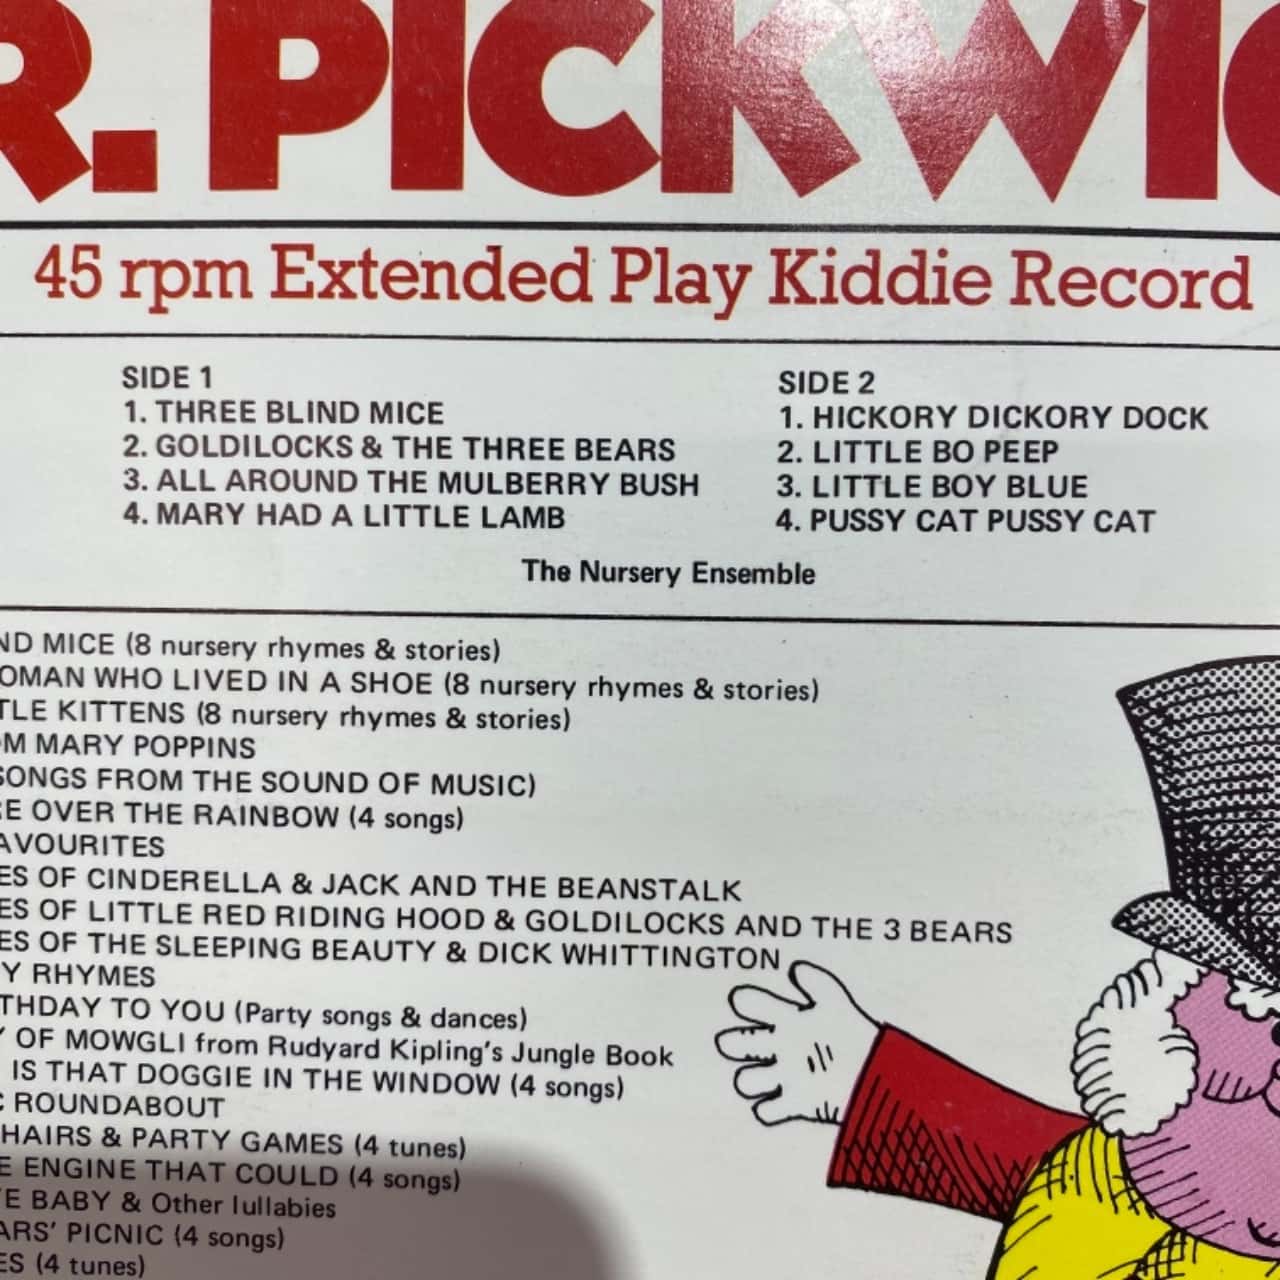 R. PICKWIC
45 rpm Extended Play Kiddie Record
SIDE 1
1. THREE BLIND MICE
2. GOLDILOCKS & THE THREE BEARS
3. ALL AROUND THE MULBERRY BUSH
4. MARY HAD A LITTLE LAMB
SIDE 2
1. HICKORY DICKORY DOCK
2. LITTLE BO PEEP
3. LITTLE BOY BLUE
4. PUSSY CAT PUSSY CAT
The Nursery Ensemble
ND MICE (8 nursery rhymes & stories)
OMAN WHO LIVED IN A SHOE (8 nursery rhymes & stories)
TLE KITTENS (8 nursery rhymes & stories)
OM MARY POPPINS
SONGS FROM THE SOUND OF MUSIC)
RE OVER THE RAINBOW (4 songs)
AVOURITES
ES OF CINDERELLA & JACK AND THE BEANSTALK
ES OF LITTLE RED RIDING HOOD & GOLDILOCKS AND THE 3 BEARS
ES OF THE SLEEPING BEAUTY & DICK WHITTINGTON
Y RHYMES
THDAY TO YOU (Party songs & dances)
Y OF MOWGLI from Rudyard Kipling's Jungle Book
IS THAT DOGGIE IN THE WINDOW (4 songs)
C ROUNDABOUT
HAIRS & PARTY GAMES (4 tunes)
E ENGINE THAT COULD (4 songs)
YE BABY & Other lullabies
ARS' PICNIC (4 songs)
ES (4 tunes)